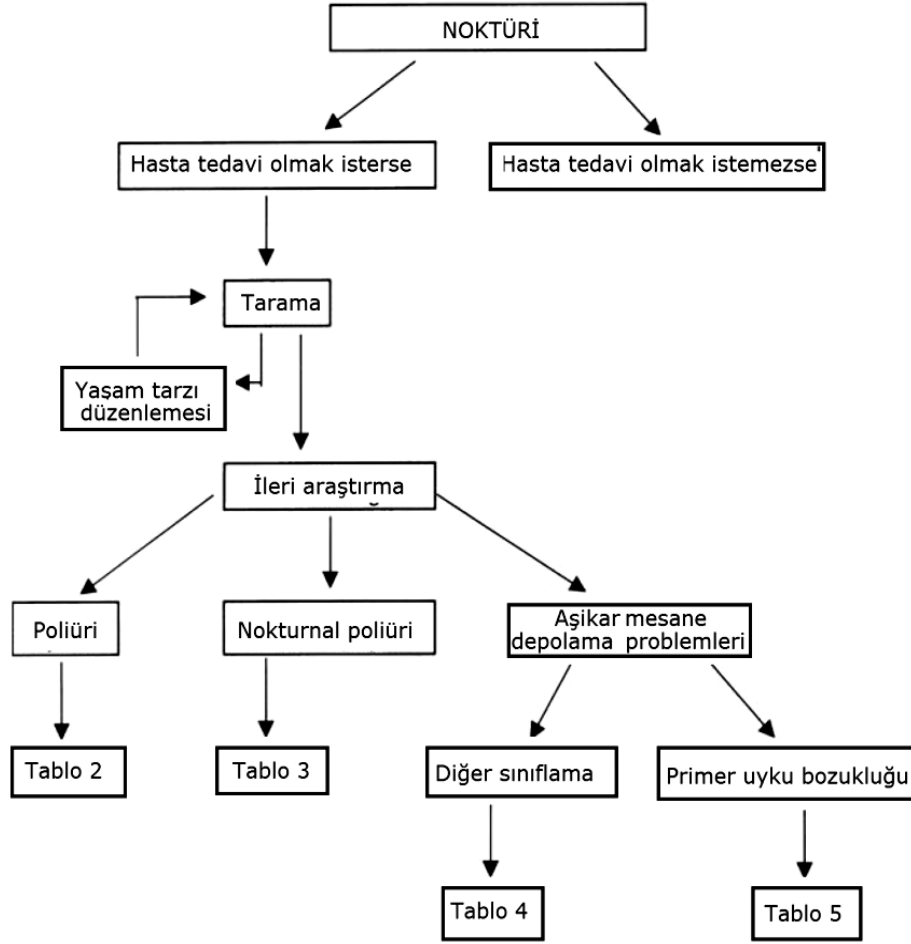 NOKTÜRİ
Hasta tedavi olmak isterse
Hasta tedavi olmak istemezse
Tarama
Yaşam tarzı
düzenlemesi
İleri araştırma
Poliüri
Nokturnal poliüri
Aşikar mesane
depolama problemleri
Tablo 2
Tablo 3
Diğer sınıflama
Primer uyku bozukluğu
Tablo 4
Tablo 5